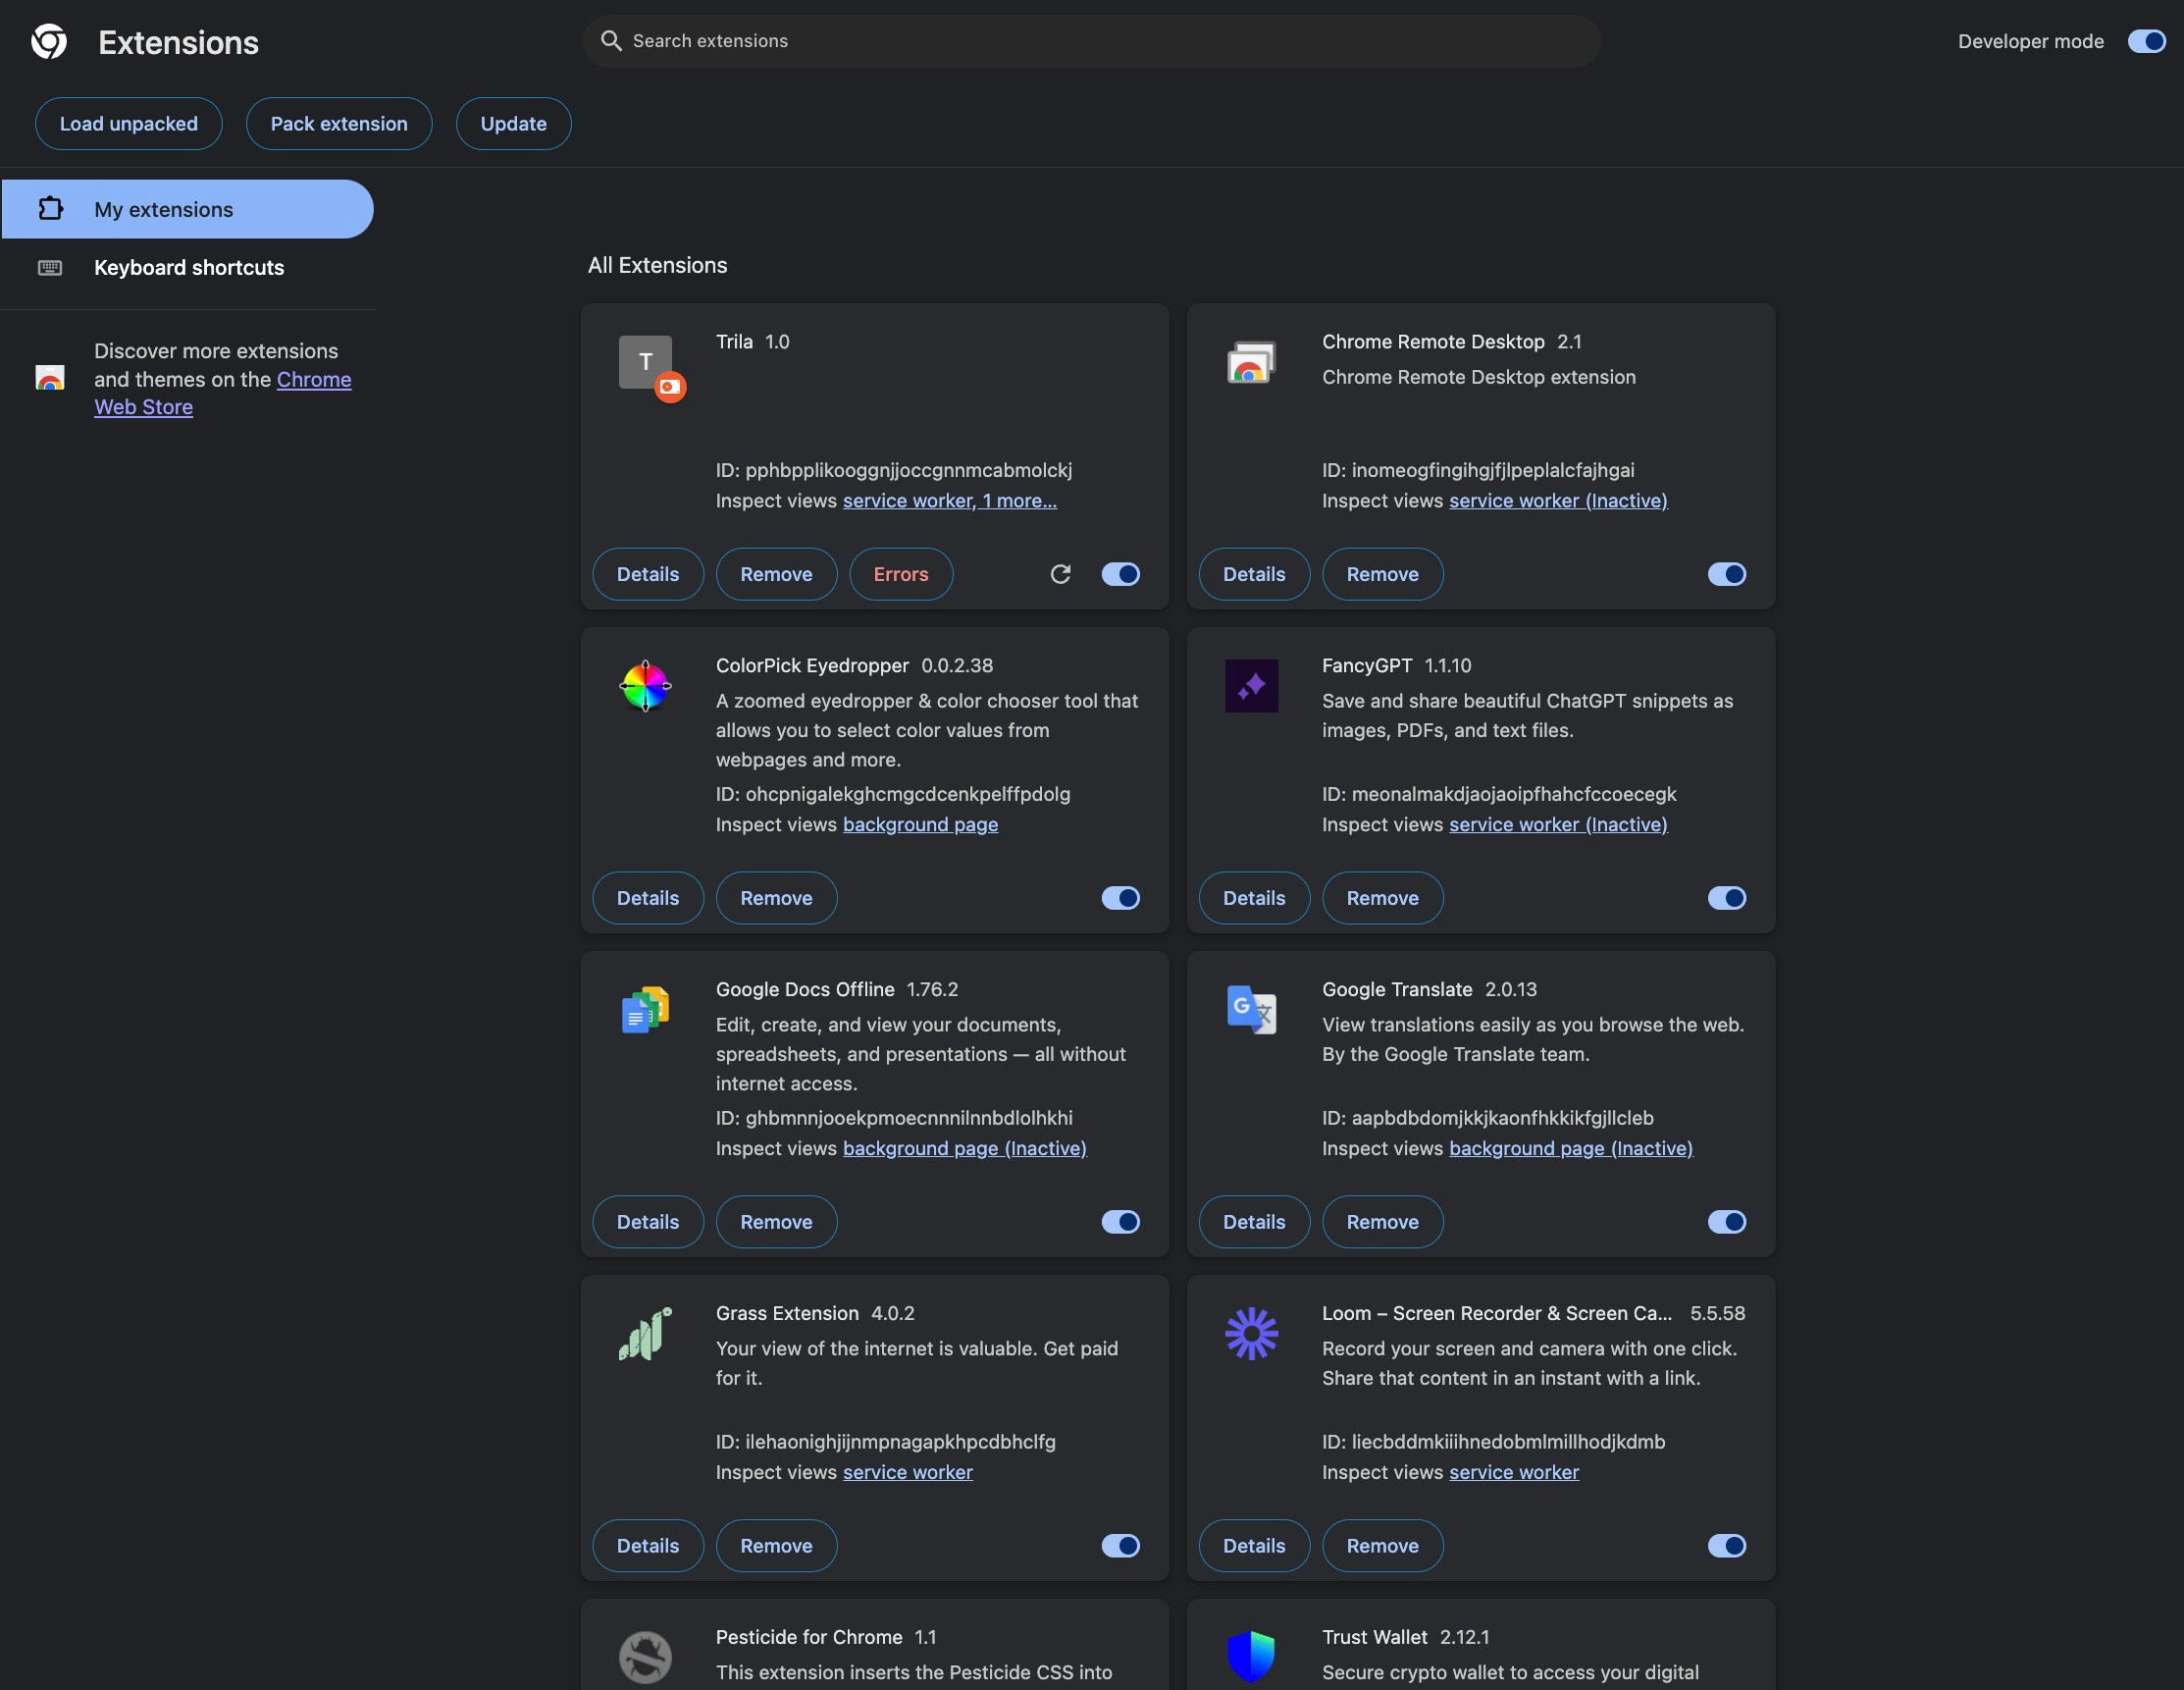 Extensions
Search extensions
Developer mode
Load unpacked
Pack extension
Update
My extensions
Keyboard shortcuts
Discover more extensions
and themes on the Chrome
Web Store
All Extensions
T
Trila 1.0
ID: pphbpplikooggnjjoccgnnmcabmolckj
Inspect views service worker, 1 more...
Details
Remove
Errors
Chrome Remote Desktop 2.1
Chrome Remote Desktop extension
ID: inomeogfingihgjfjlpeplalcfajhgai
Inspect views service worker (Inactive)
Details
Remove
ColorPick Eyedropper 0.0.2.38
A zoomed eyedropper & color chooser tool that
allows you to select color values from
webpages and more.
ID: ohcpnigalekghcmgcdcenkpelffpdolg
Inspect views background page
Details
Remove
FancyGPT 1.1.10
Save and share beautiful ChatGPT snippets as
images, PDFs, and text files.
ID: meonalmakdjaojaoipfhahcfccoecegk
Inspect views service worker (Inactive)
Details
Remove
Google Docs Offline 1.76.2
Edit, create, and view your documents,
spreadsheets, and presentations — all without
internet access.
ID: ghbmnnjooekpmoecnnnilnnbdlolhkhi
Inspect views background page (Inactive)
Details
Remove
Google Translate 2.0.13
View translations easily as you browse the web.
By the Google Translate team.
ID: aapbdbdomjkkjkaonfhkkikfgjllcleb
Inspect views background page (Inactive)
Details
Remove
Grass Extension 4.0.2
Your view of the internet is valuable. Get paid
for it.
ID: ilehaonighjijnmpnagapkhpcdbhclfg
Inspect views service worker
Details
Remove
Loom – Screen Recorder & Screen Ca... 5.5.58
Record your screen and camera with one click.
Share that content in an instant with a link.
ID: liecbddmkiiihnedobmlmillhodjkdmb
Inspect views service worker
Details
Remove
Pesticide for Chrome 1.1
This extension inserts the Pesticide CSS into
Trust Wallet 2.12.1
Secure crypto wallet to access your digital